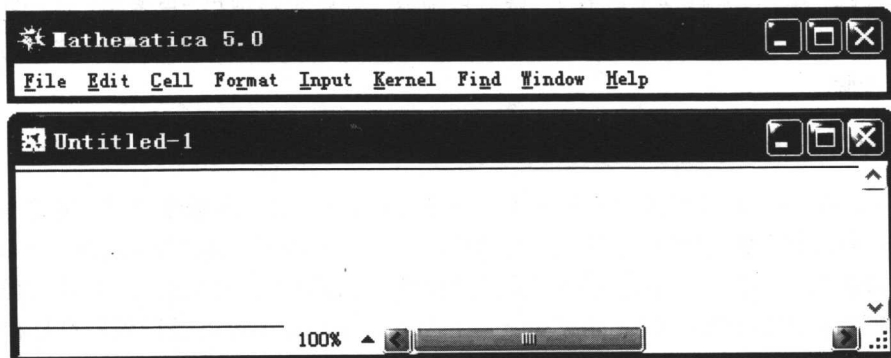 Mathematica 5.0
File Edit Cell Format Input Kernel Find Window Help
Untitled-1
100%